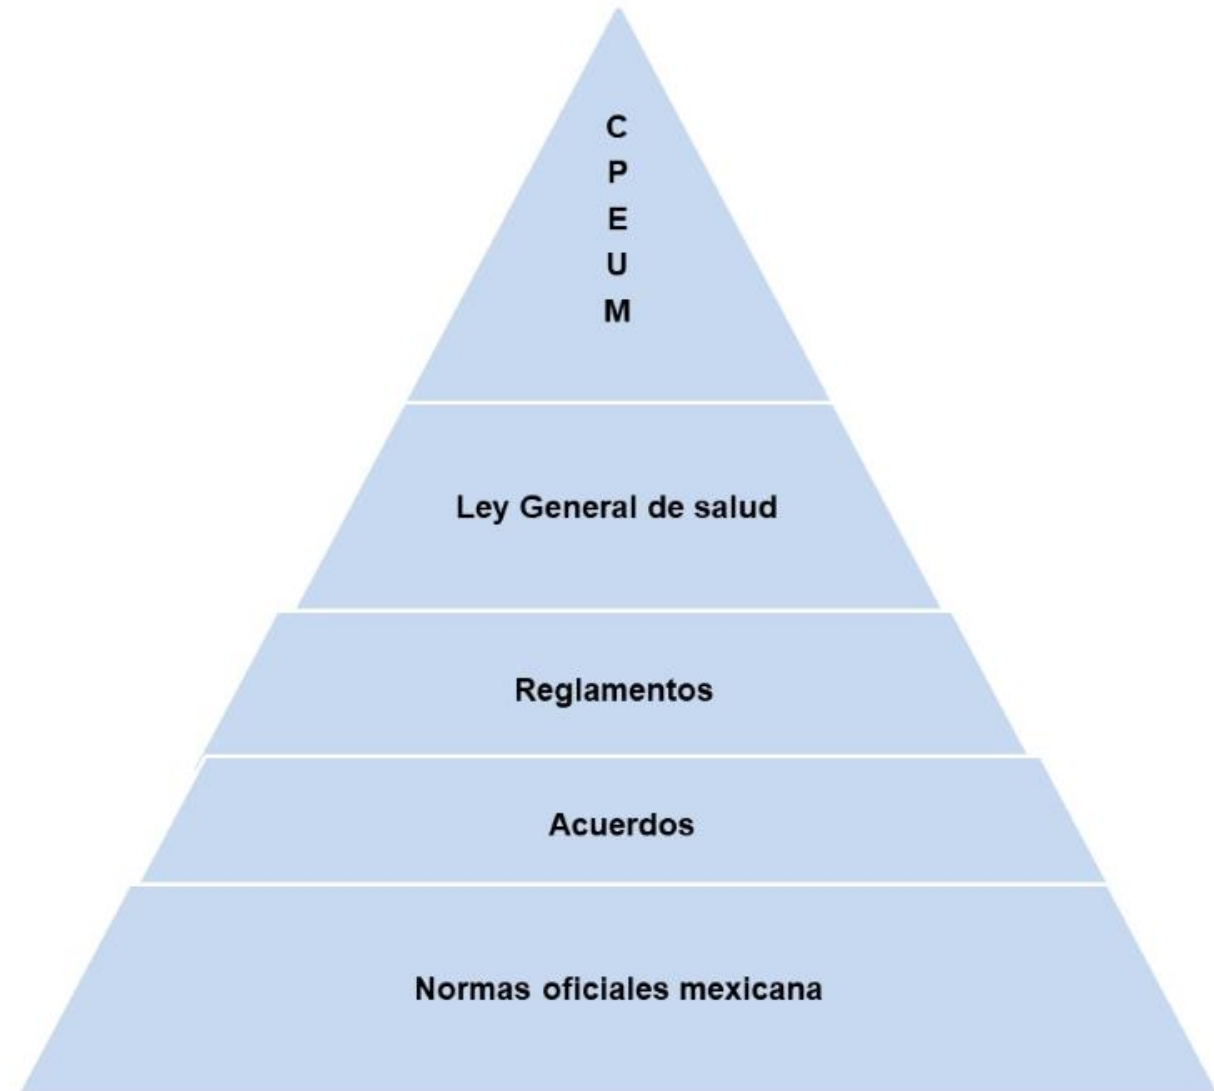 C
P
E
U
M
Ley General de salud
Reglamentos
Acuerdos
Normas oficiales mexicana